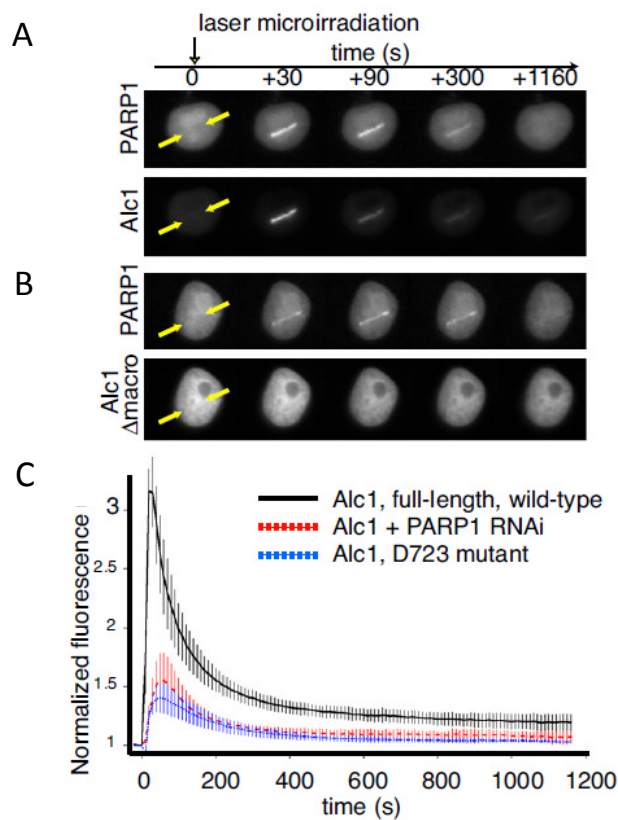 A
laser microirradiation
time (s)
0 +30 +90 +300 +1160
PARP1
Alc1
B
PARP1
Alc1
Δmacro
C
Normalized fluorescence
3
2.5
2
1.5
1
Alc1, full-length, wild-type
Alc1 + PARP1 RNAi
Alc1, D723 mutant
0 200 400 600 800 1000 1200
time (s)